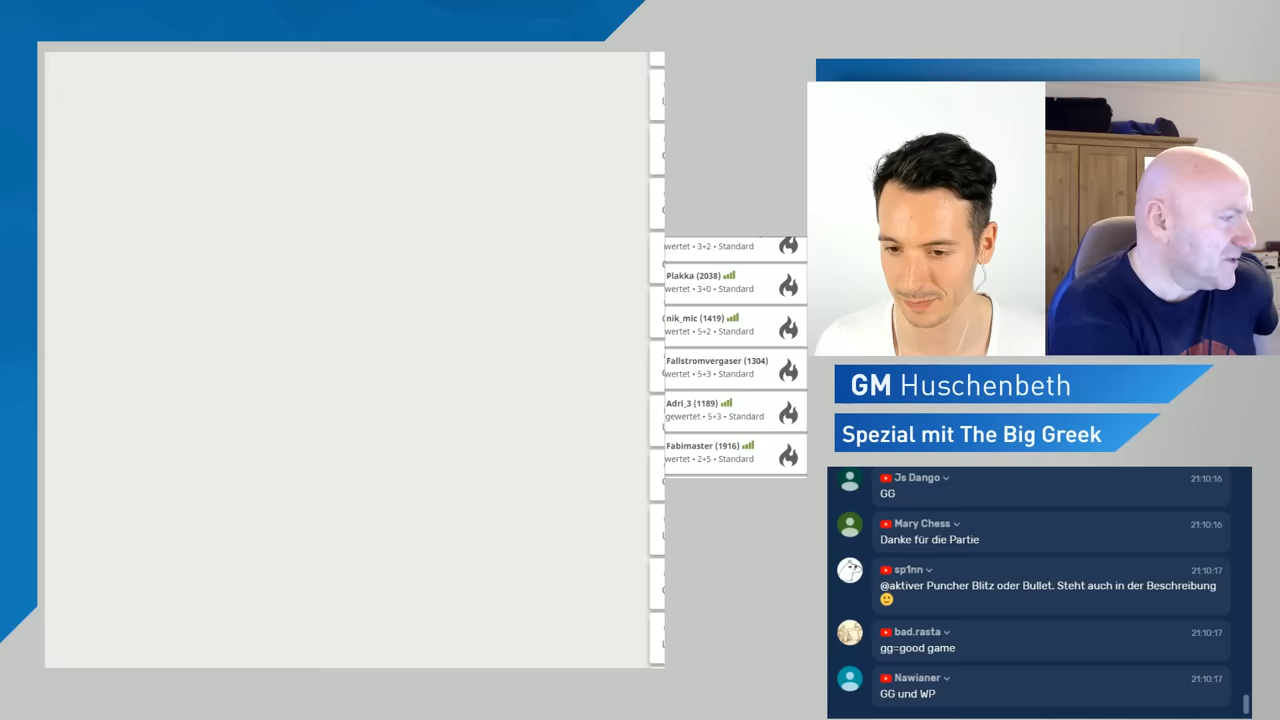 wertet • 3+2 • Standard
Plakka (2038)
wertet • 3+0 • Standard
nik_mic (1419)
wertet • 5+2 • Standard
Fallstromvergaser (1304)
wertet • 5+3 • Standard
Adri_3 (1189)
gewertet • 5+3 • Standard
Fabimaster (1916)
wertet • 2+5 • Standard
GM Huschenbeth
Spezial mit The Big Greek
Js Dango 21:10:16
GG
Mary Chess 21:10:16
Danke für die Partie
sp1nn 21:10:17
@aktiver Puncher Blitz oder Bullet. Steht auch in der Beschreibung
🙂
bad.rasta 21:10:17
gg=good game
Nawianer 21:10:17
GG und WP